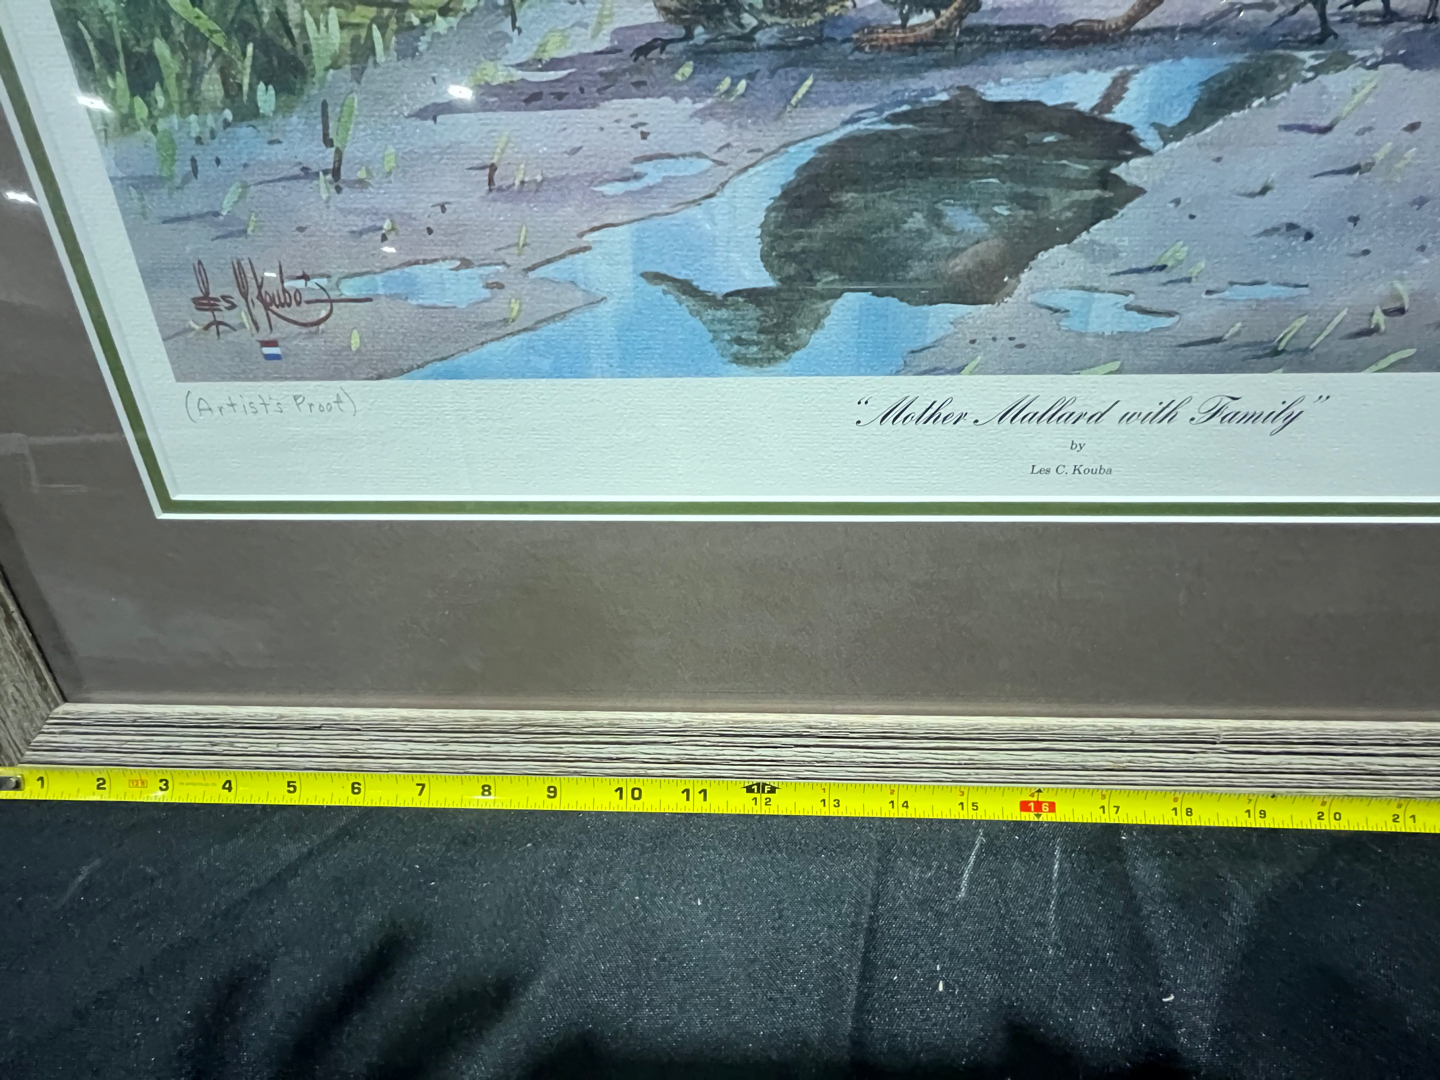 Les C. Kouba
(Artist's Proof)
"Mother Mallard with Family"
by
Les C. Kouba
1 2 3 4 5 6 7 8 9 10 11 1F 12 13 14 15 16 17 18 19 20 21